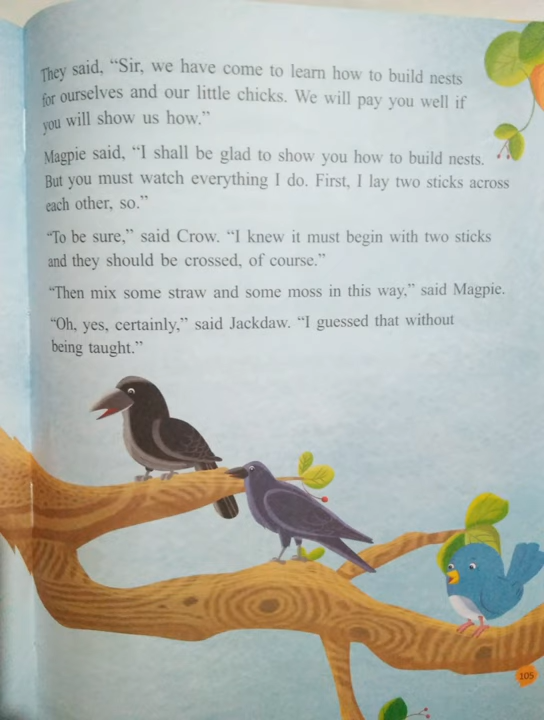 They said, “Sir, we have come to learn how to build nests
for ourselves and our little chicks. We will pay you well if
you will show us how.”
Magpie said, “I shall be glad to show you how to build nests.
But you must watch everything I do. First, I lay two sticks across
each other, so.”
“To be sure,” said Crow. “I knew it must begin with two sticks
and they should be crossed, of course.”
“Then mix some straw and some moss in this way,” said Magpie.
“Oh, yes, certainly,” said Jackdaw. “I guessed that without
being taught.”
105